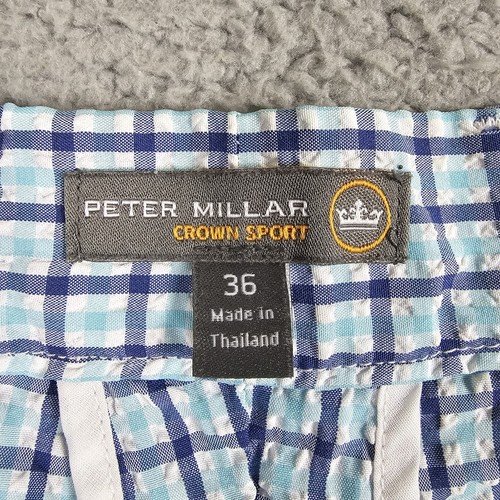 PETER MILLAR
CROWN SPORT
36
Made in
Thailand